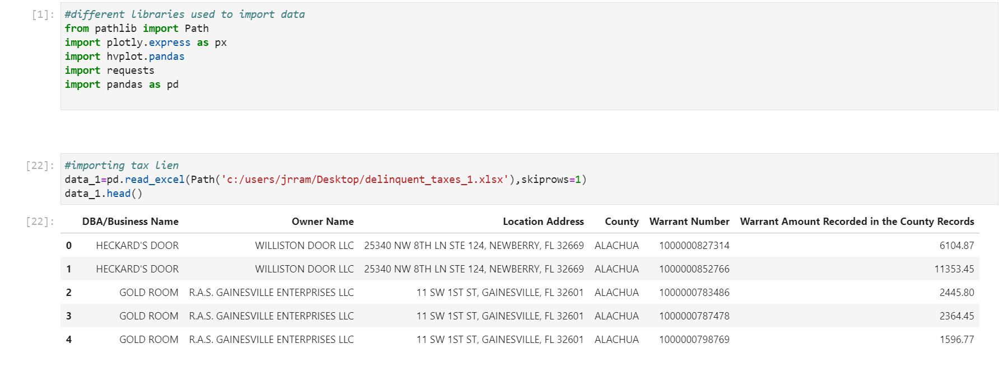 [1]: #different libraries used to import data
from pathlib import Path
import plotly.express as px
import hvplot.pandas
import requests
import pandas as pd
[22]: #importing tax lien
data_1=pd.read_excel(Path('c:/users/jrram/Desktop/delinquent_taxes_1.xlsx'),skiprows=1)
data_1.head()
[22]: DBA/Business Name Owner Name Location Address County Warrant Number Warrant Amount Recorded in the County Records
0 HECKARD'S DOOR WILLISTON DOOR LLC 25340 NW 8TH LN STE 124, NEWBERRY, FL 32669 ALACHUA 1000000827314 6104.87
1 HECKARD'S DOOR WILLISTON DOOR LLC 25340 NW 8TH LN STE 124, NEWBERRY, FL 32669 ALACHUA 1000000852766 11353.45
2 GOLD ROOM R.A.S. GAINESVILLE ENTERPRISES LLC 11 SW 1ST ST, GAINESVILLE, FL 32601 ALACHUA 1000000783486 2445.80
3 GOLD ROOM R.A.S. GAINESVILLE ENTERPRISES LLC 11 SW 1ST ST, GAINESVILLE, FL 32601 ALACHUA 1000000787478 2364.45
4 GOLD ROOM R.A.S. GAINESVILLE ENTERPRISES LLC 11 SW 1ST ST, GAINESVILLE, FL 32601 ALACHUA 1000000798769 1596.77